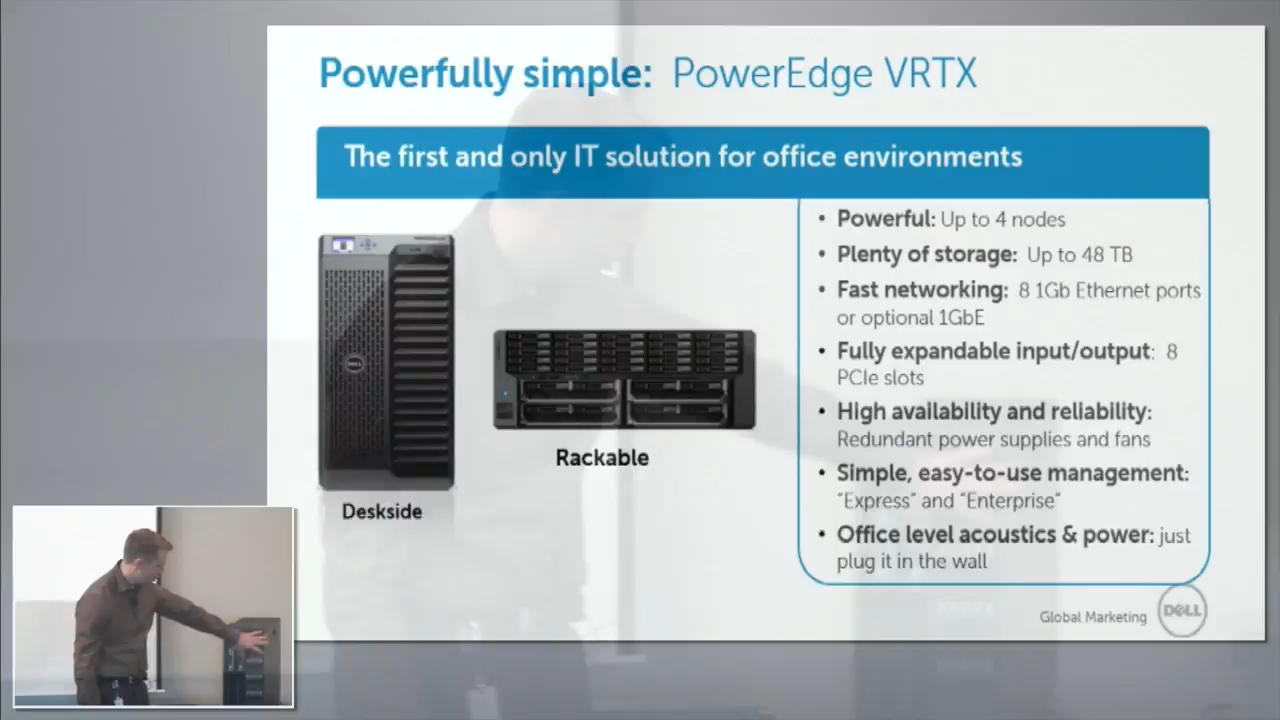 Powerfully simple: PowerEdge VRTX
The first and only IT solution for office environments
• Powerful: Up to 4 nodes
• Plenty of storage: Up to 48 TB
• Fast networking: 8 1Gb Ethernet ports
or optional 1GbE
• Fully expandable input/output: 8
PCIe slots
• High availability and reliability:
Redundant power supplies and fans
• Simple, easy-to-use management:
“Express” and “Enterprise”
• Office level acoustics & power: just
plug it in the wall
DELL
Rackable
Deskside
Global Marketing
DELL